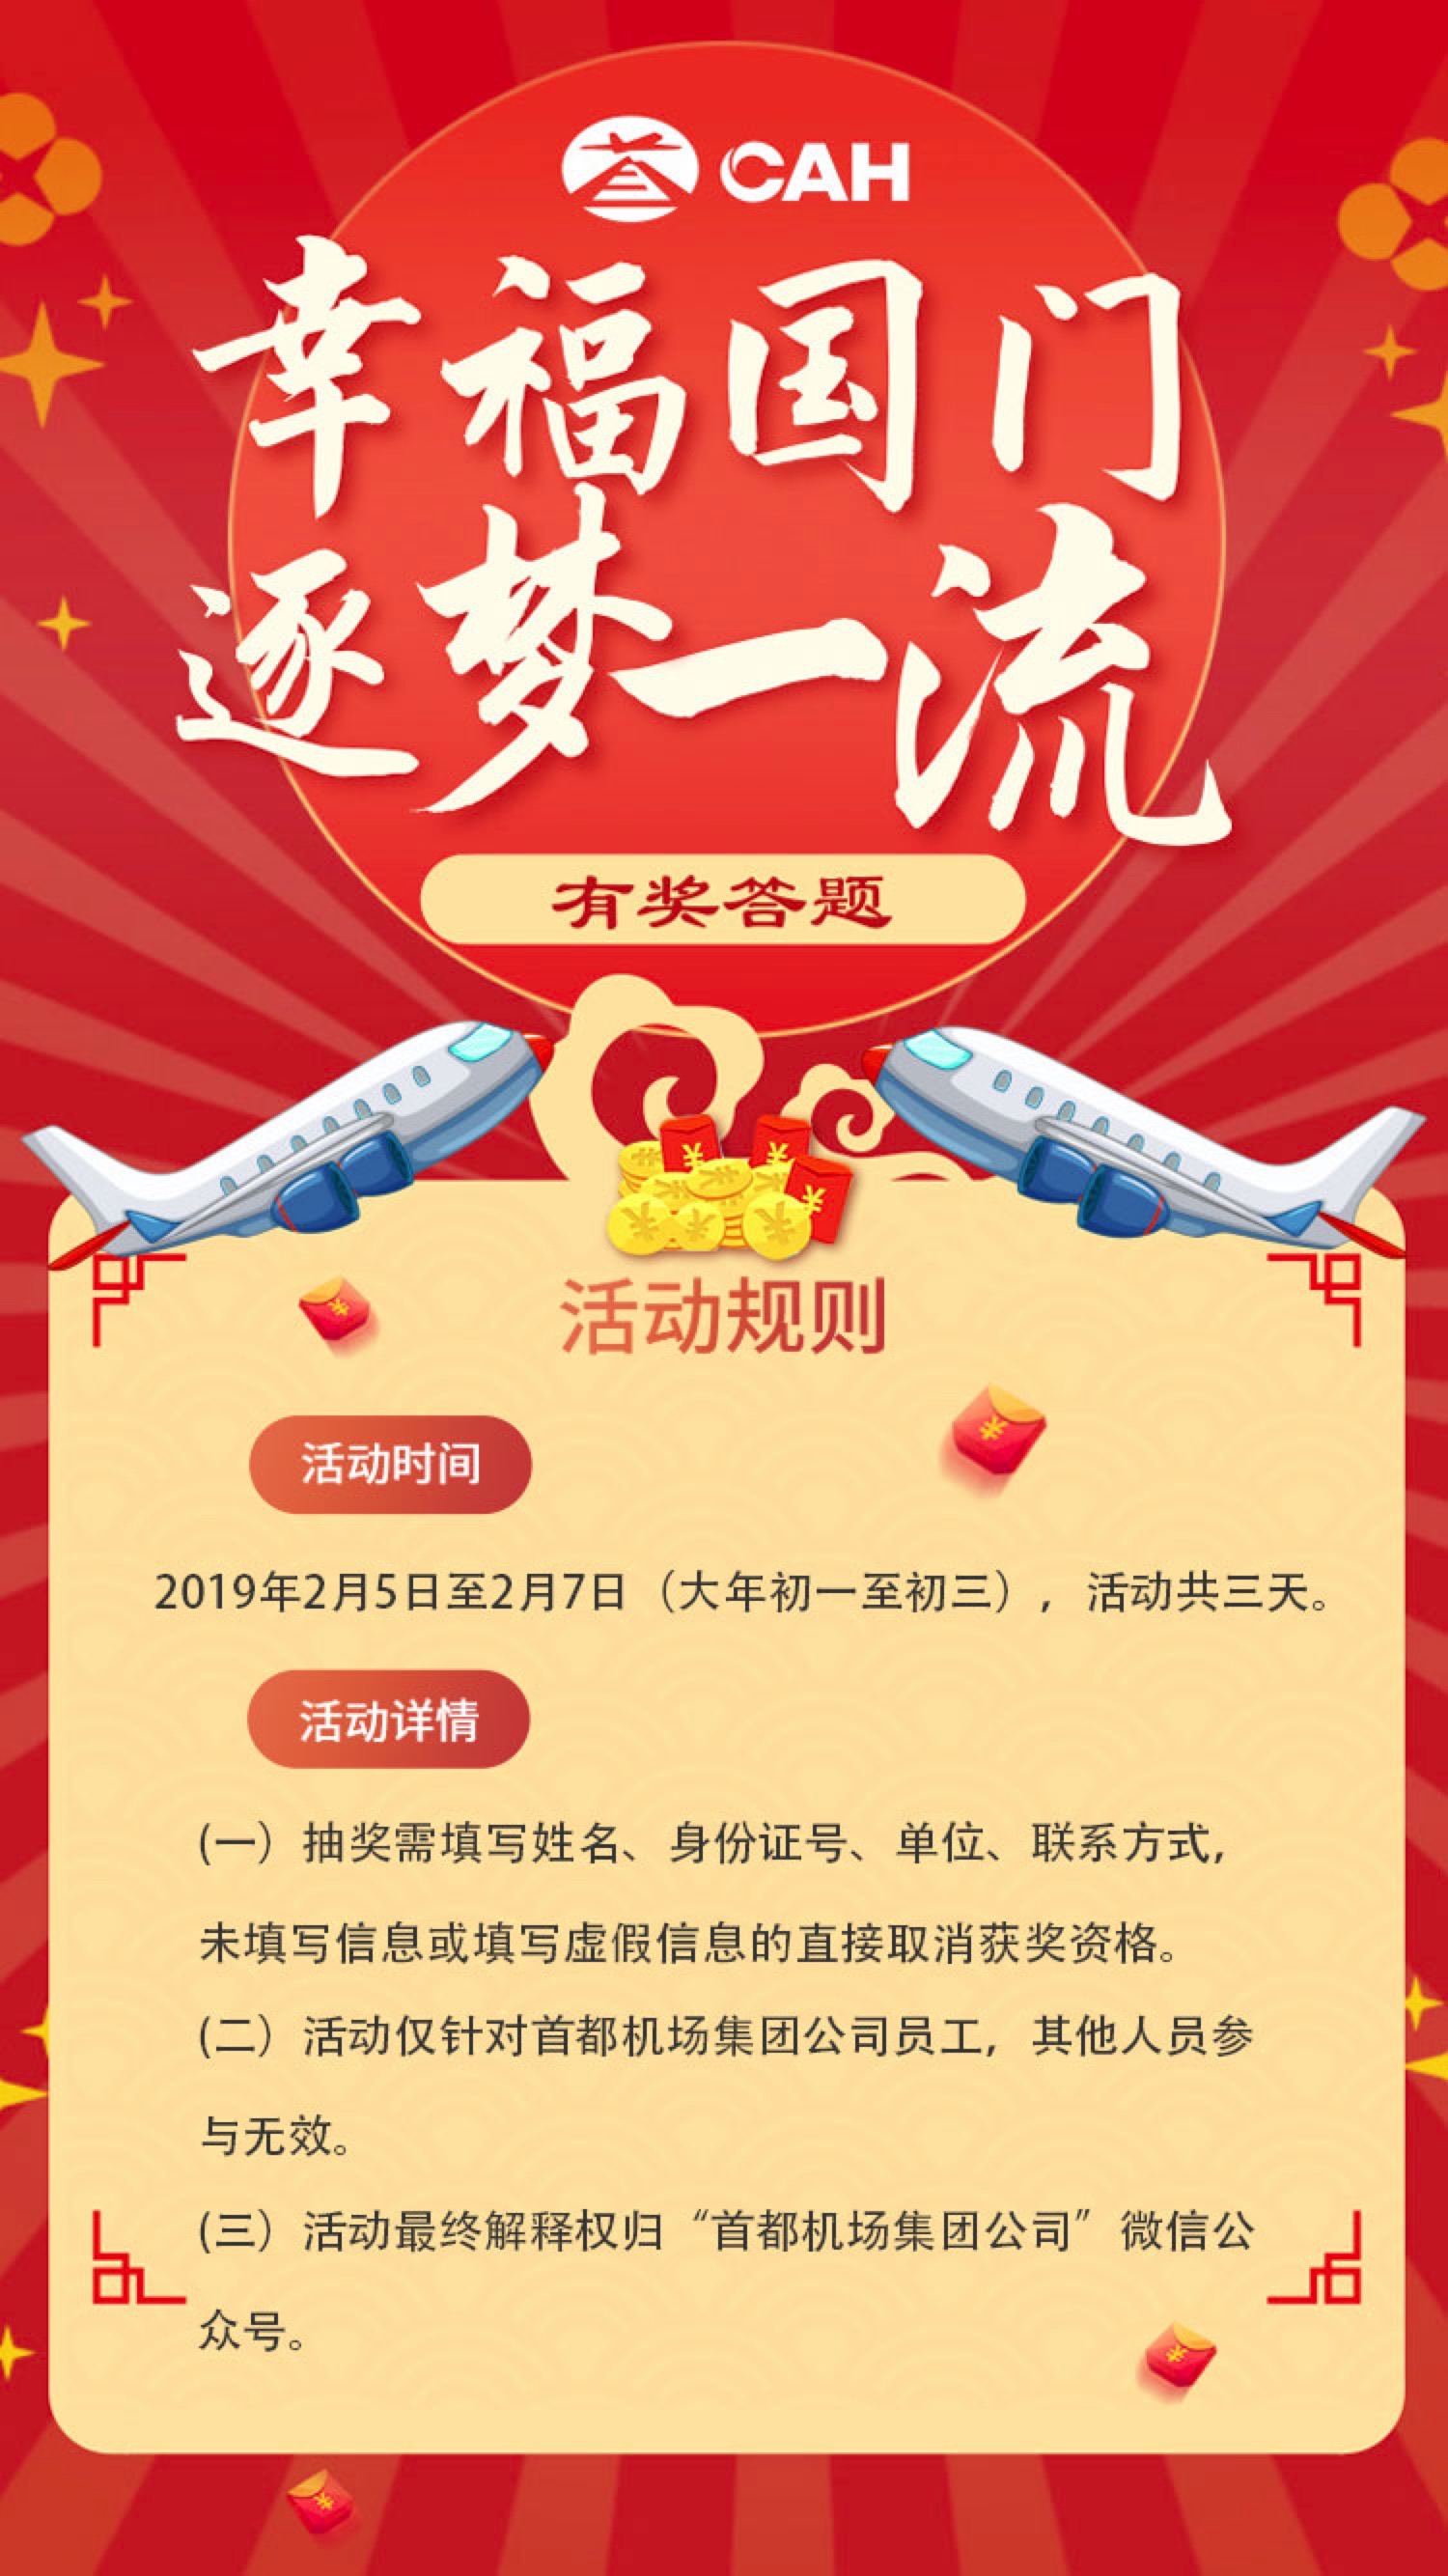 CAH
幸福国门
逐梦一流
有奖答题
活动规则
活动时间
2019年2月5日至2月7日（大年初一至初三），活动共三天。
活动详情
(一）抽奖需填写姓名、身份证号、单位、联系方式，
未填写信息或填写虚假信息的直接取消获奖资格。
(二）活动仅针对首都机场集团公司员工，其他人员参
与无效。
(三）活动最终解释权归“首都机场集团公司”微信公
众号。